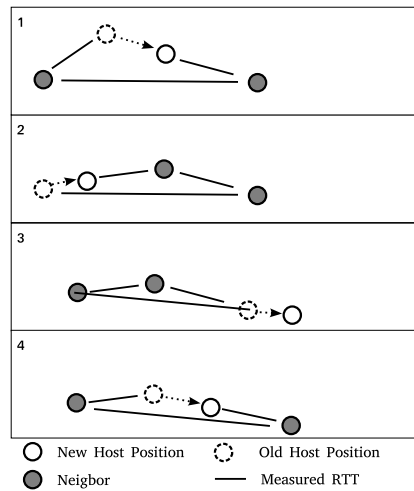 1
2
3
4
New Host Position
Old Host Position
Neigbor
Measured RTT